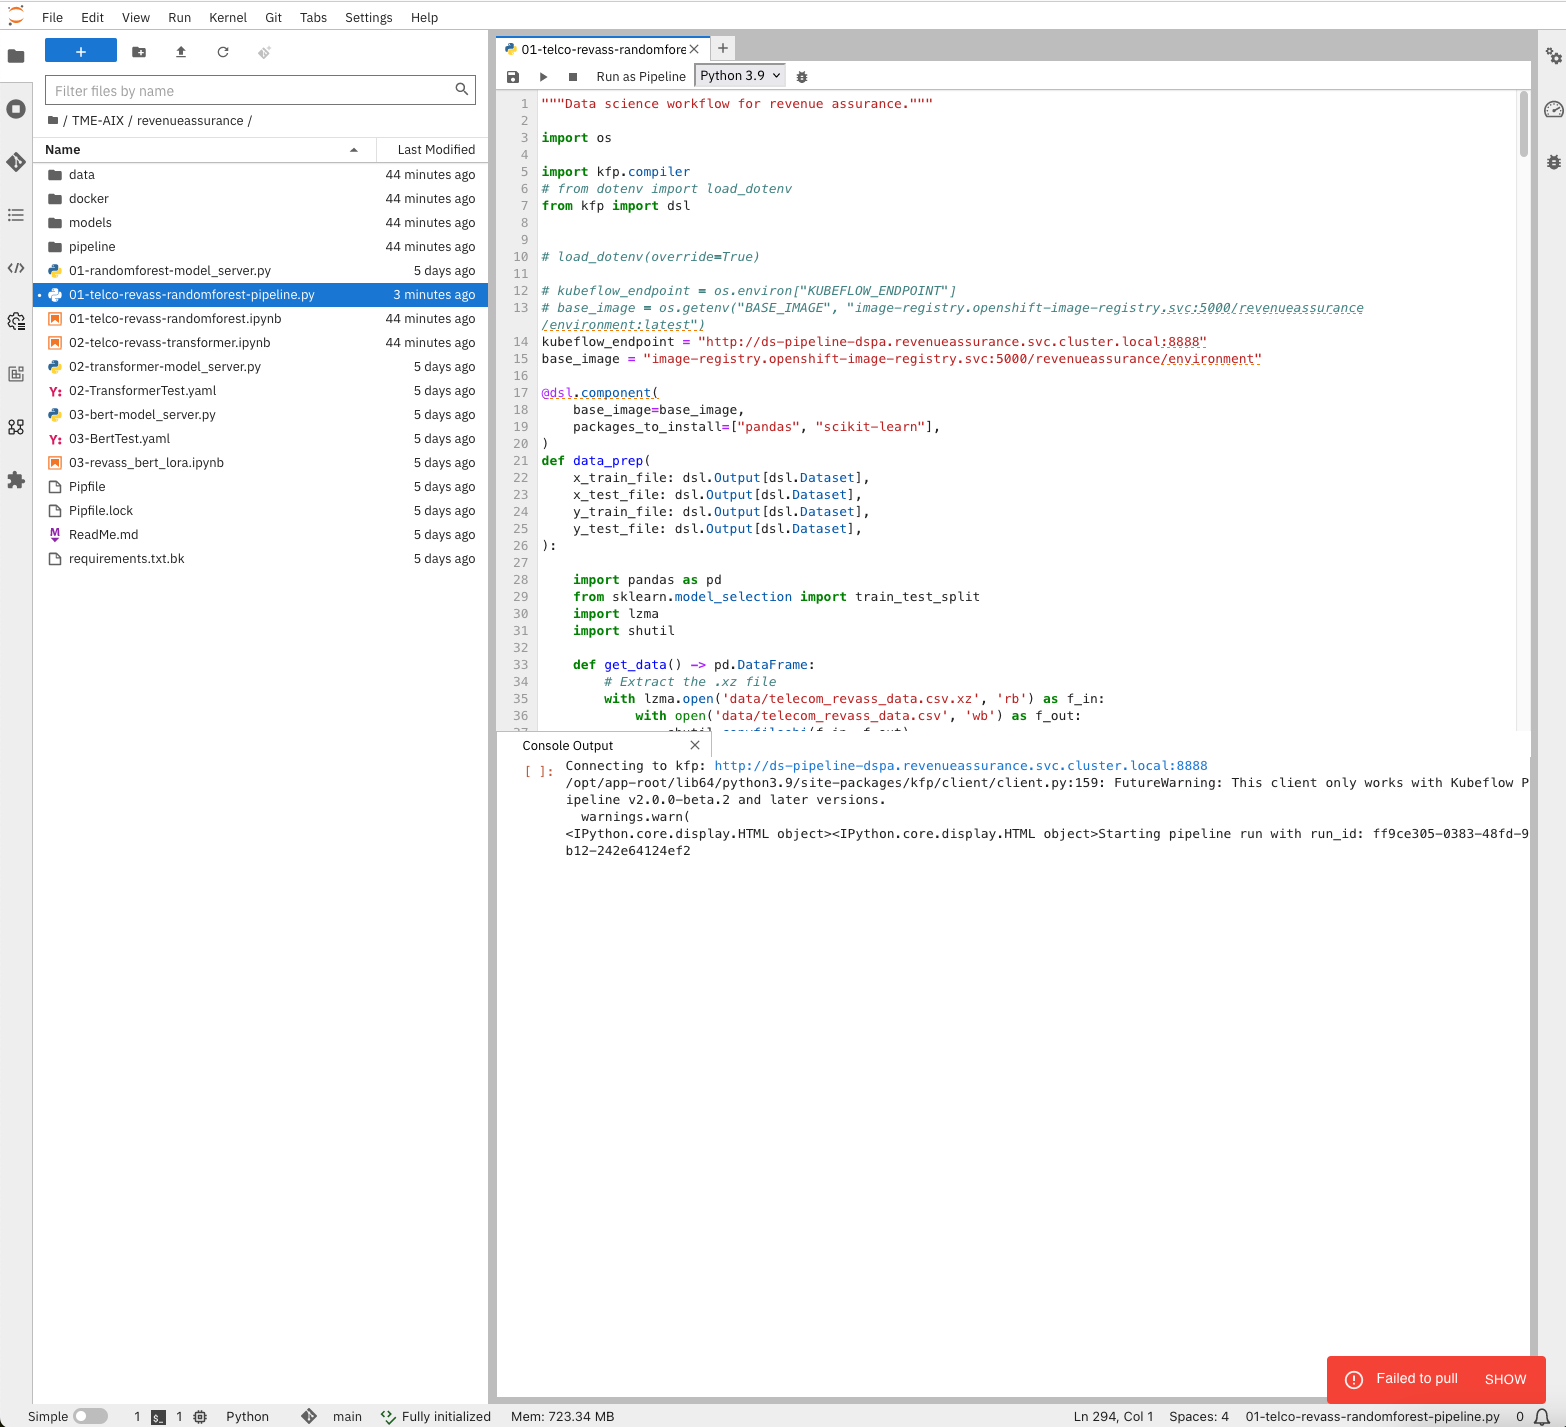 File Edit View Run Kernel Git Tabs Settings Help
+
Filter files by name
/ TME-AIX / revenueassurance /
Name Last Modified
data 44 minutes ago
docker 44 minutes ago
models 44 minutes ago
pipeline 44 minutes ago
01-randomforest-model_server.py 5 days ago
01-telco-revass-randomforest-pipeline.py 3 minutes ago
01-telco-revass-randomforest.ipynb 44 minutes ago
02-telco-revass-transformer.ipynb 44 minutes ago
02-transformer-model_server.py 5 days ago
Y: 02-TransformerTest.yaml 5 days ago
03-bert-model_server.py 5 days ago
Y: 03-BertTest.yaml 5 days ago
03-revass_bert_lora.ipynb 5 days ago
Pipfile 5 days ago
Pipfile.lock 5 days ago
M ReadMe.md 5 days ago
requirements.txt.bk 5 days ago
01-telco-revass-randomfore
Run as Pipeline Python 3.9
1 """Data science workflow for revenue assurance."""
2
3 import os
4
5 import kfp.compiler
6 # from dotenv import load_dotenv
7 from kfp import dsl
8
9
10 # load_dotenv(override=True)
11
12 # kubeflow_endpoint = os.environ["KUBEFLOW_ENDPOINT"]
13 # base_image = os.getenv("BASE_IMAGE", "image-registry.openshift-image-registry.svc:5000/revenueassurance
/environment:latest")
14 kubeflow_endpoint = "http://ds-pipeline-dspa.revenueassurance.svc.cluster.local:8888"
15 base_image = "image-registry.openshift-image-registry.svc:5000/revenueassurance/environment"
16
17 @dsl.component(
18 base_image=base_image,
19 packages_to_install=["pandas", "scikit-learn"],
20 )
21 def data_prep(
22 x_train_file: dsl.Output[dsl.Dataset],
23 x_test_file: dsl.Output[dsl.Dataset],
24 y_train_file: dsl.Output[dsl.Dataset],
25 y_test_file: dsl.Output[dsl.Dataset],
26 ):
27
28 import pandas as pd
29 from sklearn.model_selection import train_test_split
30 import lzma
31 import shutil
32
33 def get_data() -> pd.DataFrame:
34 # Extract the .xz file
35 with lzma.open('data/telecom_revass_data.csv.xz', 'rb') as f_in:
36 with open('data/telecom_revass_data.csv', 'wb') as f_out:
37 shutil.copyfileobj(f_in, f_out)
Console Output
[ ]: Connecting to kfp: http://ds-pipeline-dspa.revenueassurance.svc.cluster.local:8888
/opt/app-root/lib64/python3.9/site-packages/kfp/client/client.py:159: FutureWarning: This client only works with Kubeflow P
ipeline v2.0.0-beta.2 and later versions.
warnings.warn(
<IPython.core.display.HTML object><IPython.core.display.HTML object>Starting pipeline run with run_id: ff9ce305-0383-48fd-9
b12-242e64124ef2
Failed to pull SHOW
Simple 1 $_ 1 Python main Fully initialized Mem: 723.34 MB Ln 294, Col 1 Spaces: 4 01-telco-revass-randomforest-pipeline.py 0